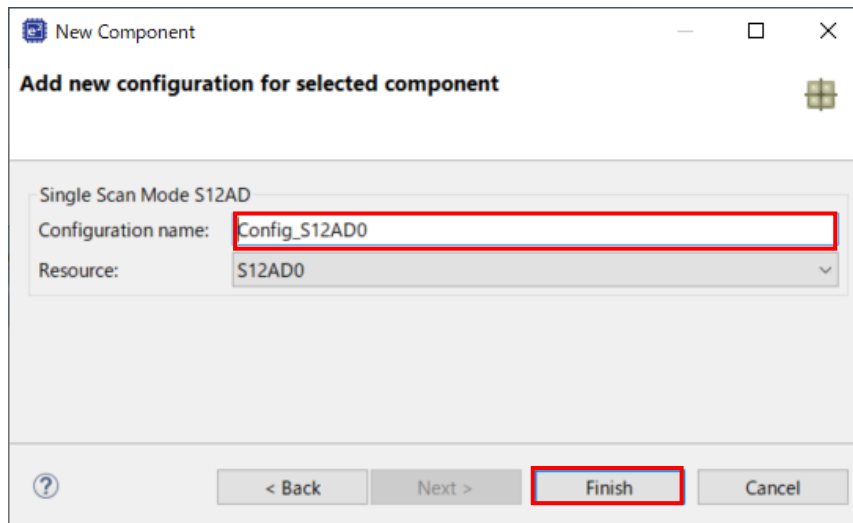 New Component
Add new configuration for selected component
Single Scan Mode S12AD
Configuration name: Config_S12AD0
Resource: S12AD0
< Back Next > Finish Cancel